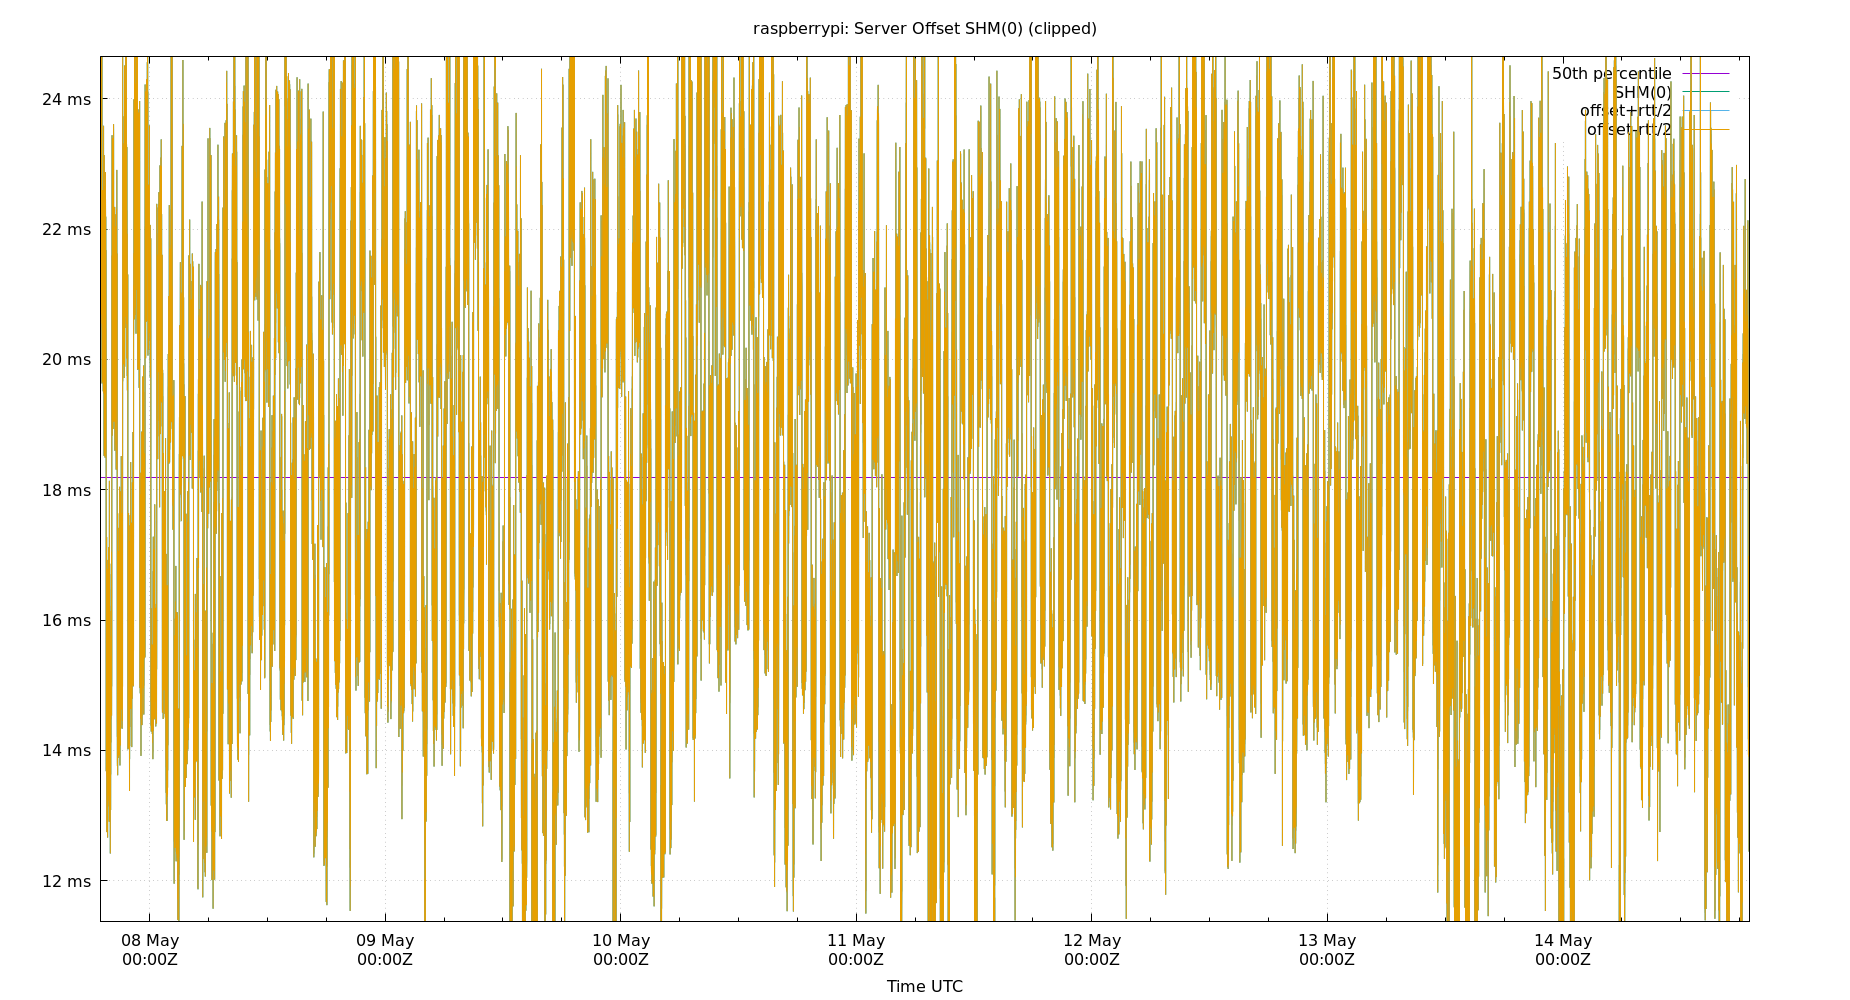 raspberrypi: Server Offset SHM(0) (clipped)
50th percentile
SHM(0)
offset+rtt/2
offset-rtt/2
24 ms
22 ms
20 ms
18 ms
16 ms
14 ms
12 ms
08 May
00:00Z
09 May
00:00Z
10 May
00:00Z
11 May
00:00Z
12 May
00:00Z
13 May
00:00Z
14 May
00:00Z
Time UTC